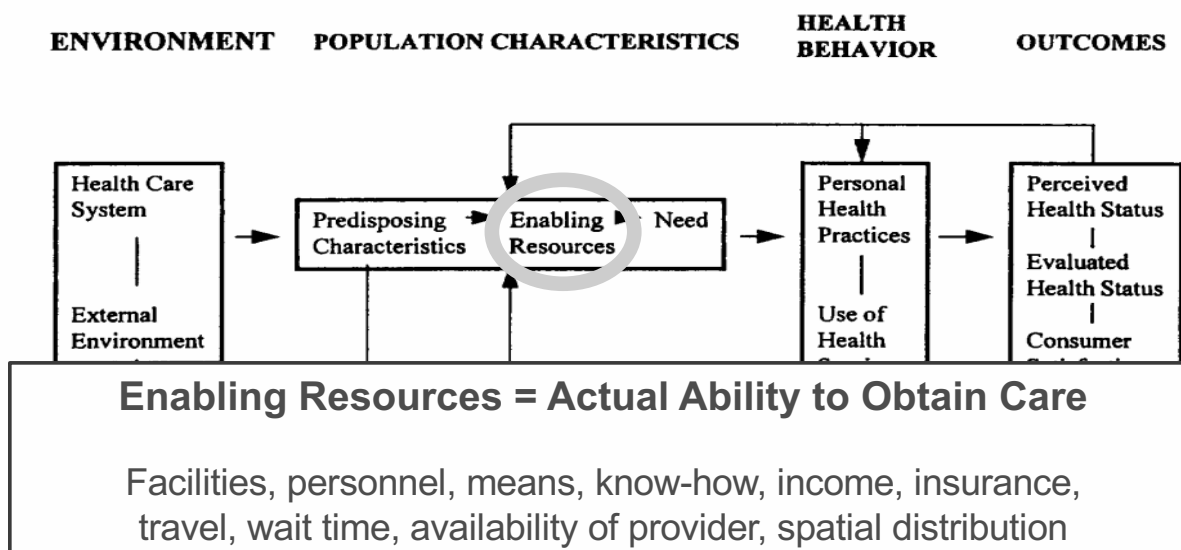 ENVIRONMENT
POPULATION CHARACTERISTICS
HEALTH
BEHAVIOR
OUTCOMES
Health Care
System
External
Environment
Predisposing
Characteristics
Enabling
Resources
Need
Personal
Health
Practices
Use of
Health
Perceived
Health Status
Evaluated
Health Status
Consumer
Enabling Resources = Actual Ability to Obtain Care
Facilities, personnel, means, know-how, income, insurance,
travel, wait time, availability of provider, spatial distribution